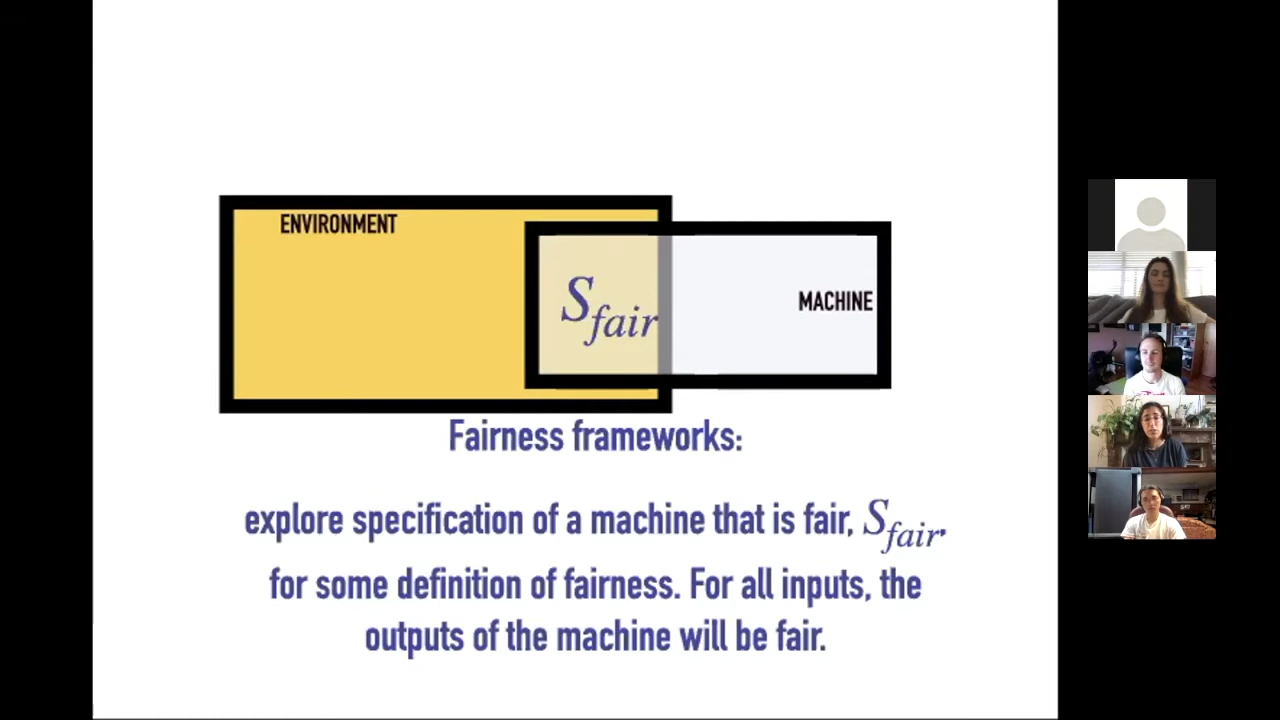 ENVIRONMENT
S_fair
MACHINE
Fairness frameworks:
explore specification of a machine that is fair, S_fair,
for some definition of fairness. For all inputs, the
outputs of the machine will be fair.